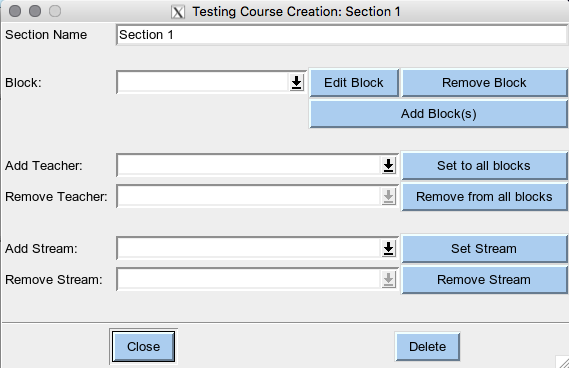 Testing Course Creation: Section 1
Section Name Section 1
Block: Edit Block Remove Block
Add Block(s)
Add Teacher: Set to all blocks
Remove Teacher: Remove from all blocks
Add Stream: Set Stream
Remove Stream: Remove Stream
Close Delete